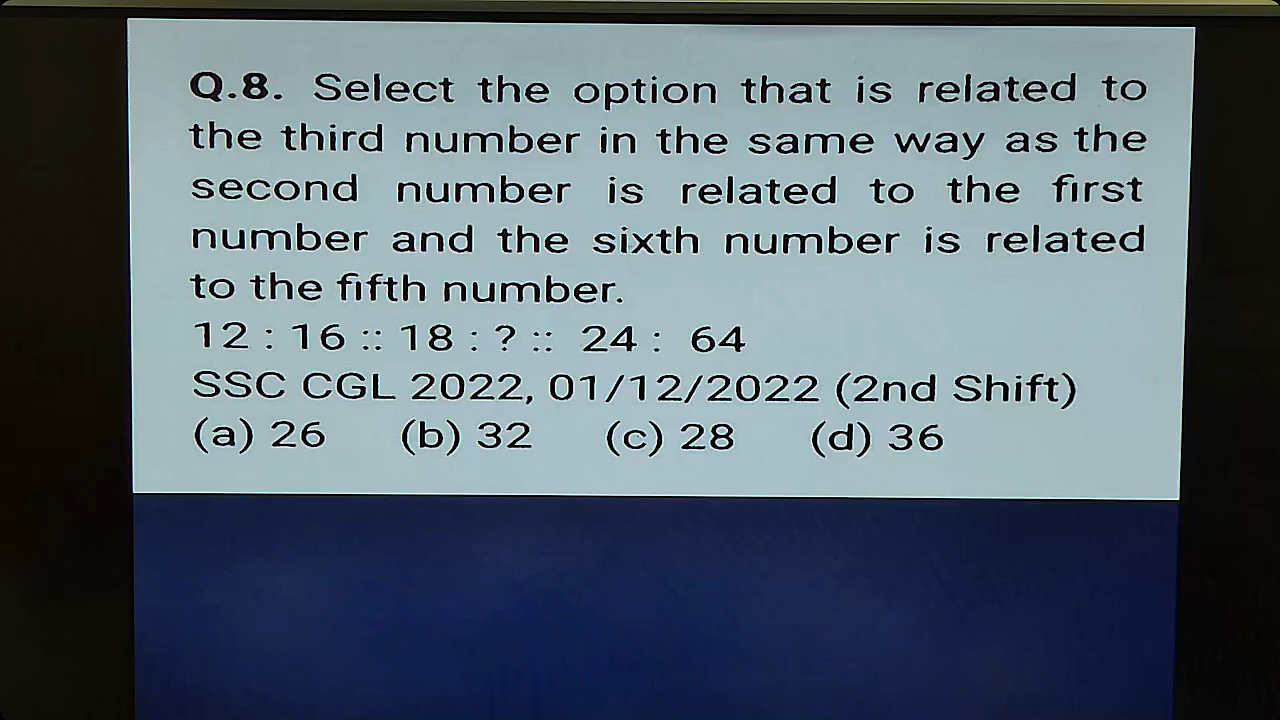 Q.8. Select the option that is related to
the third number in the same way as the
second number is related to the first
number and the sixth number is related
to the fifth number.
12 : 16 :: 18 : ? :: 24 : 64
SSC CGL 2022, 01/12/2022 (2nd Shift)
(a) 26 (b) 32 (c) 28 (d) 36